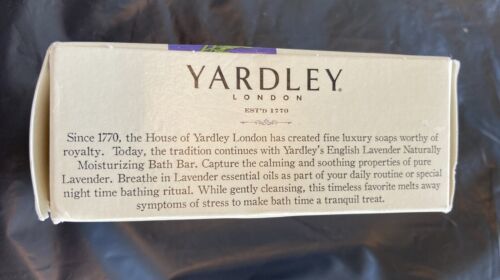 YARDLEY
LONDON
EST'D 1770
Since 1770, the House of Yardley London has created fine luxury soaps worthy of
royalty. Today, the tradition continues with Yardley's English Lavender Naturally
Moisturizing Bath Bar. Capture the calming and soothing properties of pure
Lavender. Breathe in Lavender essential oils as part of your daily routine or special
night time bathing ritual. While gently cleansing, this timeless favorite melts away
symptoms of stress to make bath time a tranquil treat.